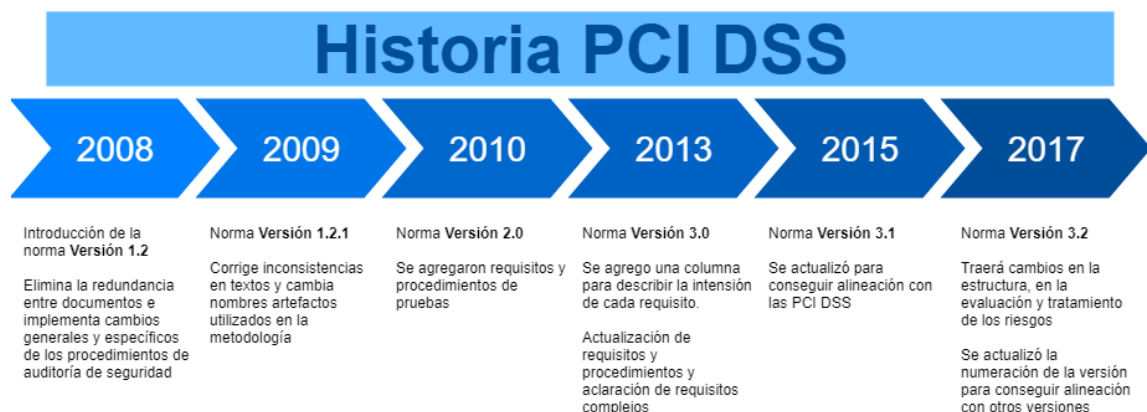 Historia PCI DSS
2008
2009
2010
2013
2015
2017
Introducción de la
norma Versión 1.2
Elimina la redundancia
entre documentos e
implementa cambios
generales y específicos
de los procedimientos de
auditoría de seguridad
Norma Versión 1.2.1
Corrige inconsistencias
en textos y cambia
nombres artefactos
utilizados en la
metodología
Norma Versión 2.0
Se agregaron requisitos y
procedimientos de
pruebas
Norma Versión 3.0
Se agrego una columna
para describir la intensión
de cada requisito.
Actualización de
requisitos y
procedimientos y
aclaración de requisitos
complejos
Norma Versión 3.1
Se actualizó para
conseguir alineación con
las PCI DSS
Norma Versión 3.2
Traerá cambios en la
estructura, en la
evaluación y tratamiento
de los riesgos
Se actualizó la
numeración de la versión
para conseguir alineación
con otros versiones